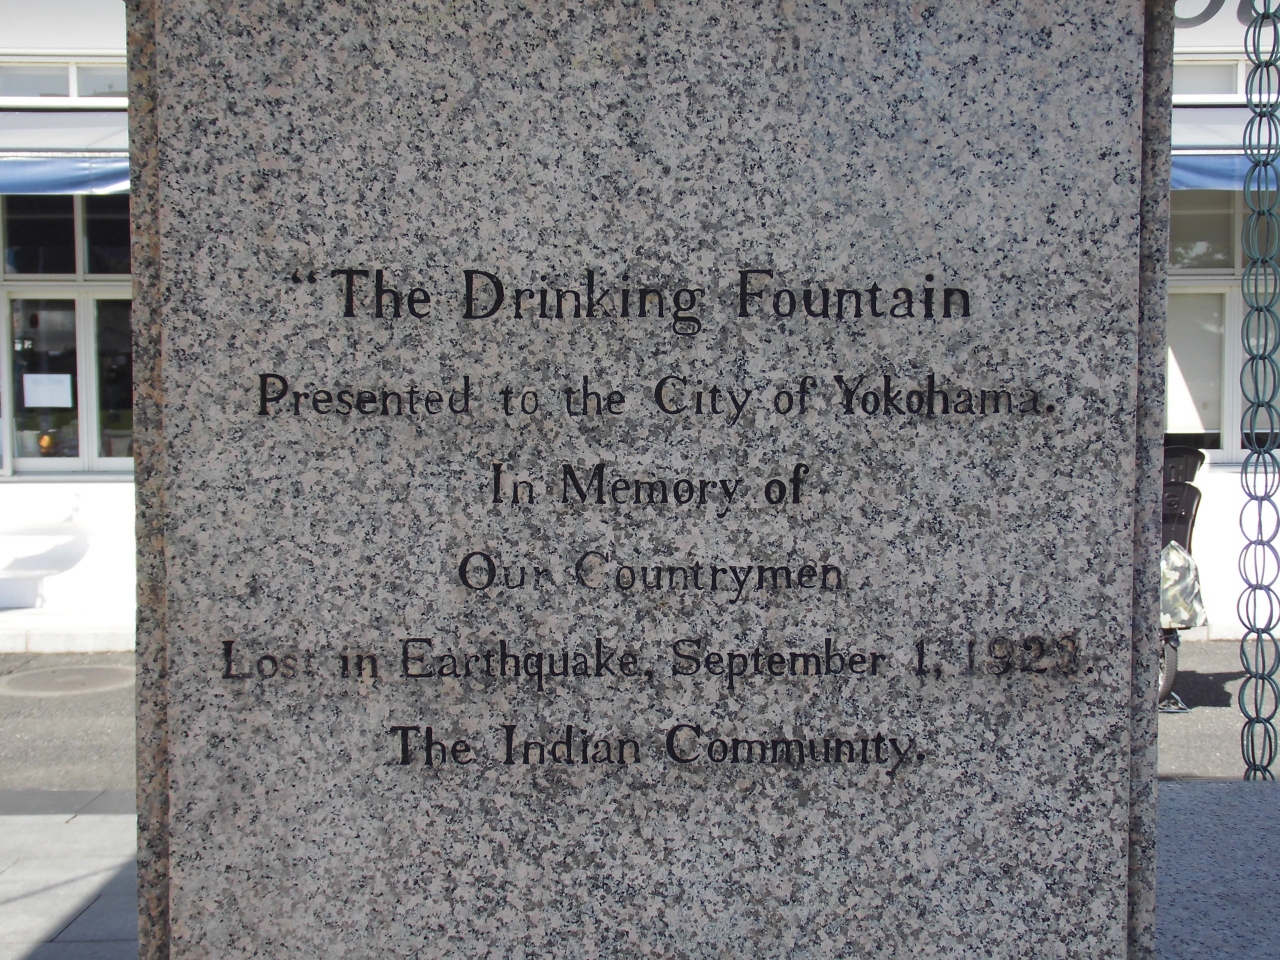 “The Drinking Fountain
Presented to the City of Yokohama.
In Memory of
Our Countrymen
Lost in Earthquake, September 1, 1923.
The Indian Community.